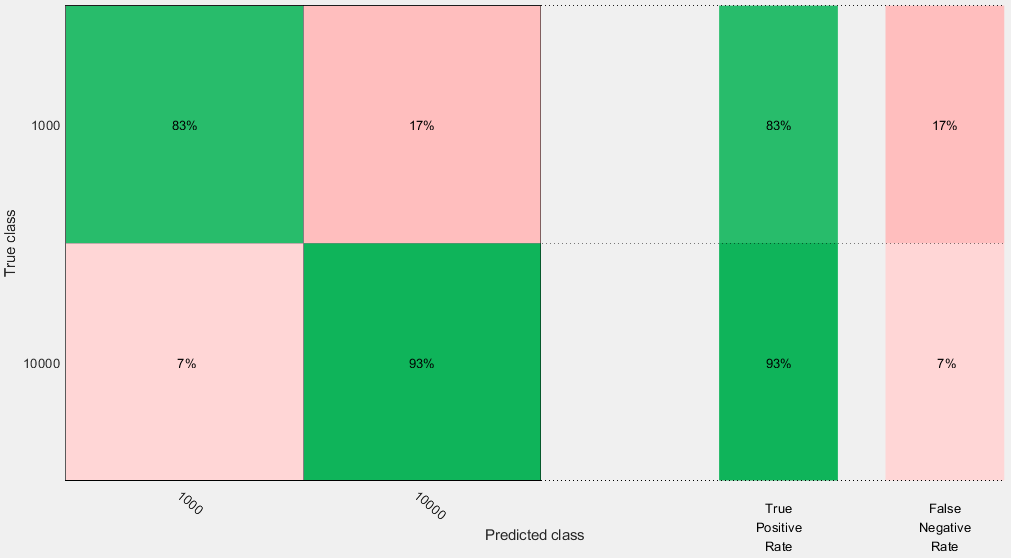 1000
83%
17%
83%
17%
True class
10000
7%
93%
93%
7%
1000
10000
Predicted class
True
Positive
Rate
False
Negative
Rate